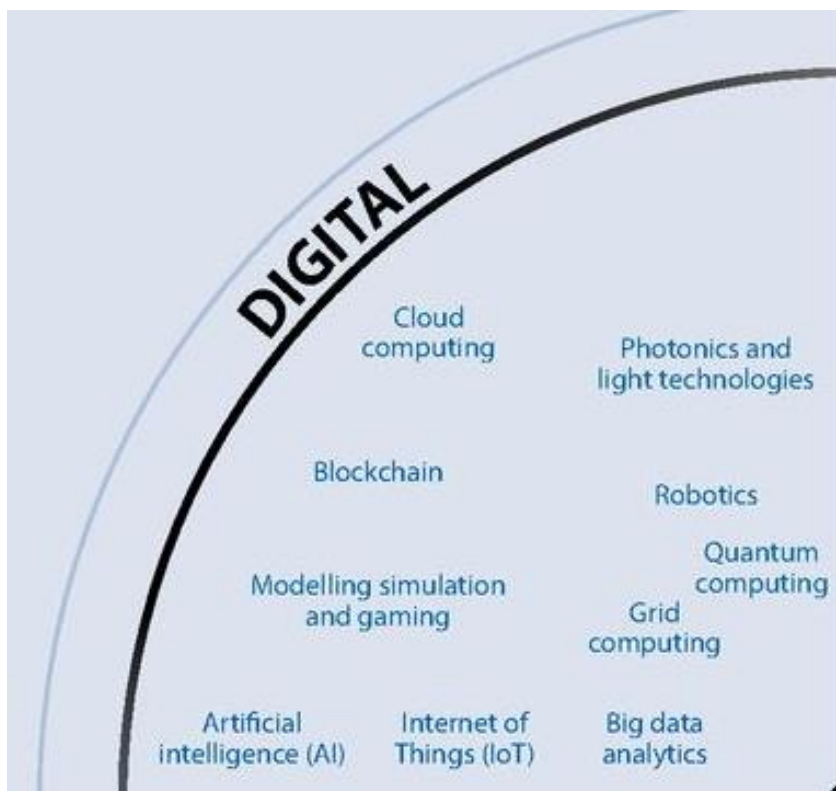 DIGITAL
Cloud
computing
Photonics and
light technologies
Blockchain
Robotics
Quantum
computing
Modelling simulation
and gaming
Grid
computing
Artificial
intelligence (AI)
Internet of
Things (IoT)
Big data
analytics